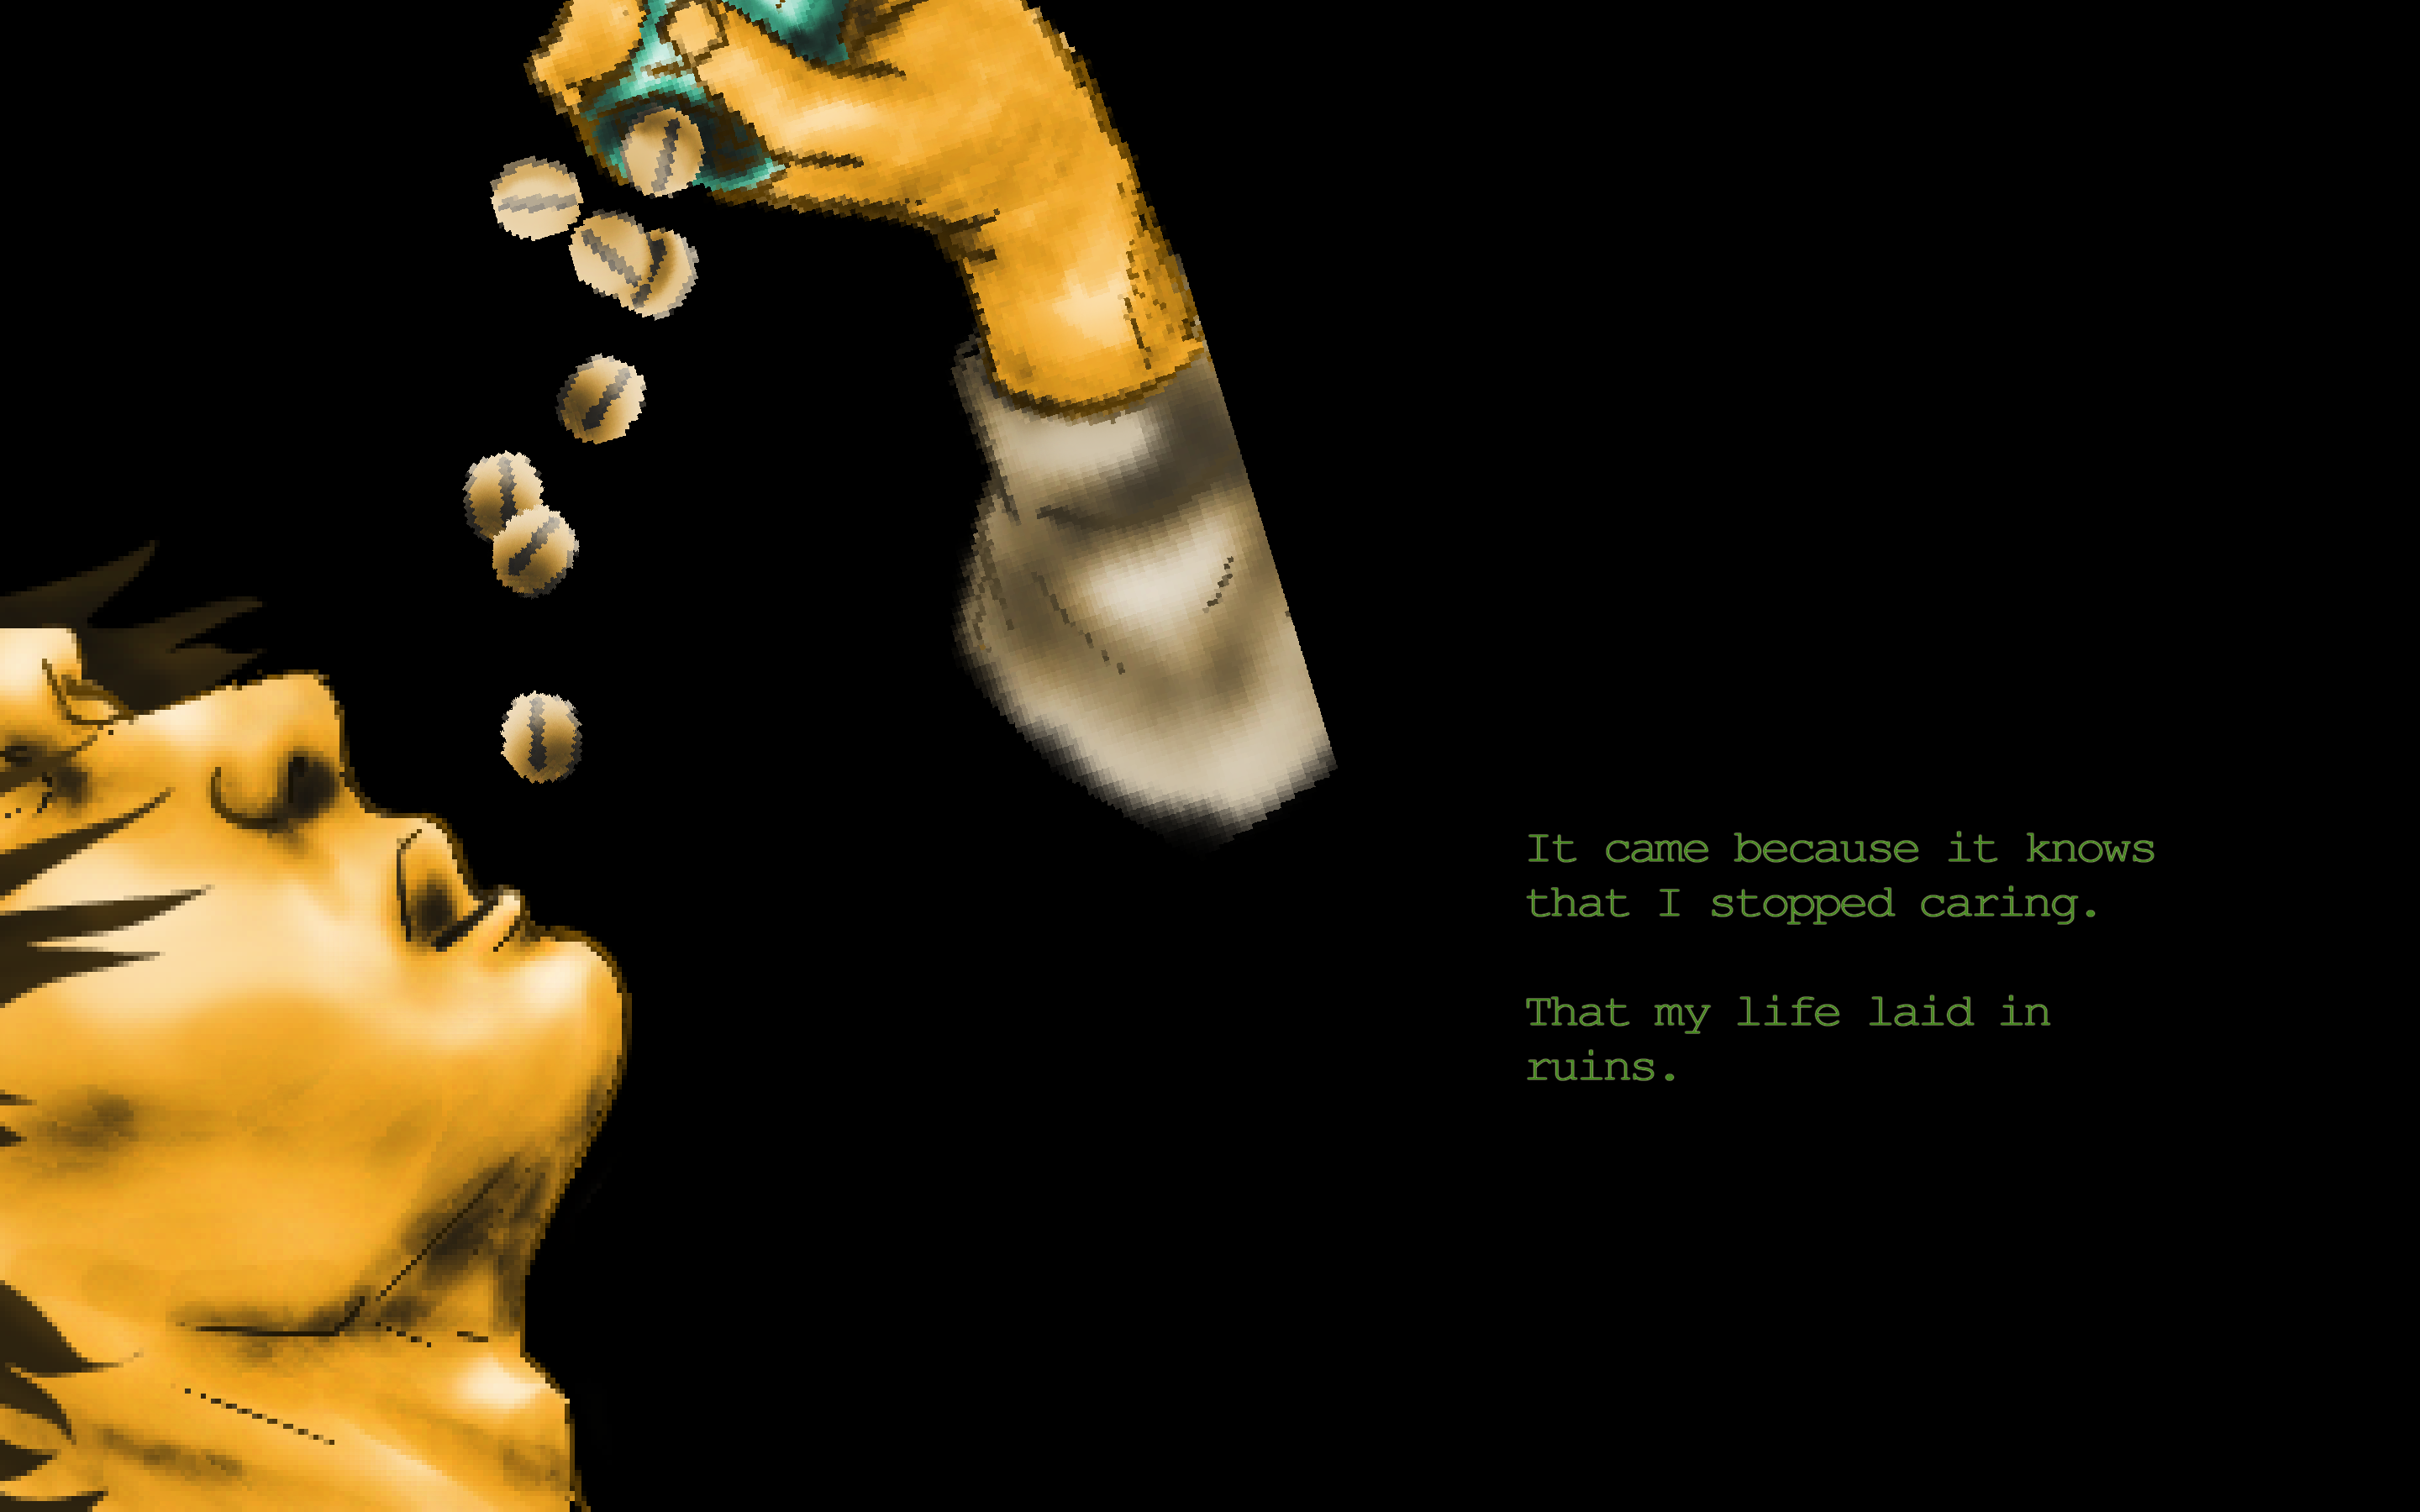 It came because it knows
that I stopped caring.
That my life laid in
ruins.